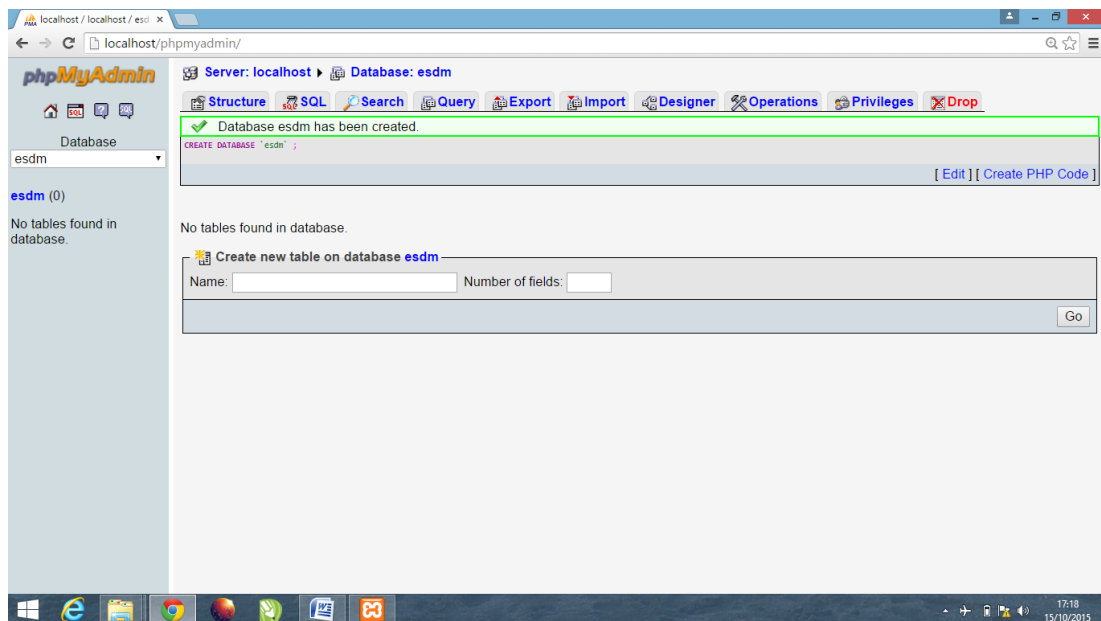 localhost / localhost / esd
localhost/phpmyadmin/
phpMyAdmin
Server: localhost Database: esdm
Structure SQL Search Query Export Import Designer Operations Privileges Drop
Database
esdm
esdm (0)
No tables found in
database.
Database esdm has been created.
CREATE DATABASE `esdm` ;
[ Edit ] [ Create PHP Code ]
No tables found in database.
Create new table on database esdm
Name: Number of fields:
Go
17:18
15/10/2015